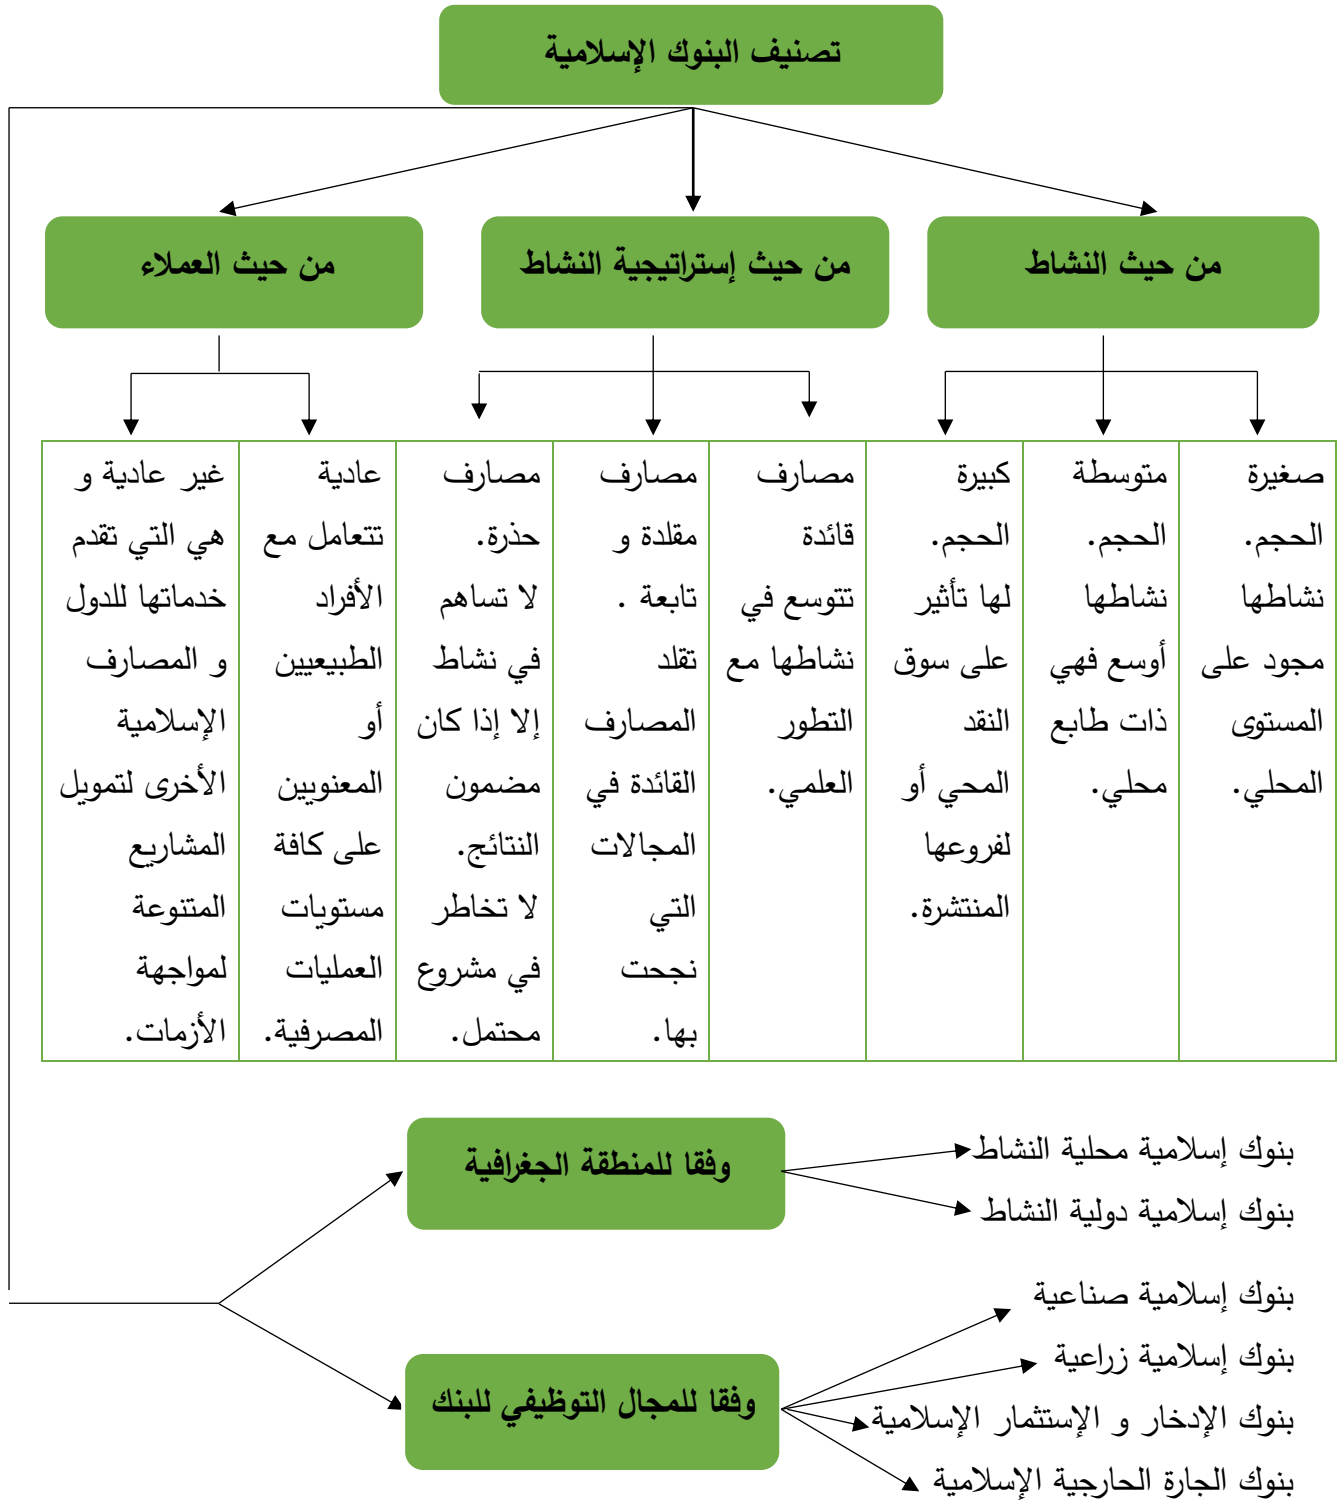 تصنيف البنوك الإسلامية
من حيث النشاط
من حيث إستراتيجية النشاط
من حيث العملاء
صغيرة
الحجم.
نشاطها
مجود على
المستوى
المحلي.
متوسطة
الحجم.
نشاطها
أوسع فهي
ذات طابع
محلي.
كبيرة
الحجم.
لها تأثير
على سوق
النقد
المحي أو
لفروعها
المنتشرة.
مصارف
قائدة
تتوسع في
نشاطها مع
التطور
العلمي.
مصارف
مقلدة و
تابعة .
تقلد
المصارف
القائدة في
المجالات
التي
نجحت
بها.
مصارف
حذرة.
لا تساهم
في نشاط
إلا إذا كان
مضمون
النتائج.
لا تخاطر
في مشروع
محتمل.
عادية
تتعامل مع
الأفراد
الطبيعيين
أو
المعنويين
على كافة
مستويات
العمليات
المصرفية.
غير عادية و
هي التي تقدم
خدماتها للدول
و المصارف
الإسلامية
الأخرى لتمويل
المشاريع
المتنوعة
لمواجهة
الأزمات.
وفقا للمنطقة الجغرافية
بنوك إسلامية محلية النشاط
بنوك إسلامية دولية النشاط
وفقا للمجال التوظيفي للبنك
بنوك إسلامية صناعية
بنوك إسلامية زراعية
بنوك الإدخار و الإستثمار الإسلامية
بنوك الجارة الحارجية الإسلامية